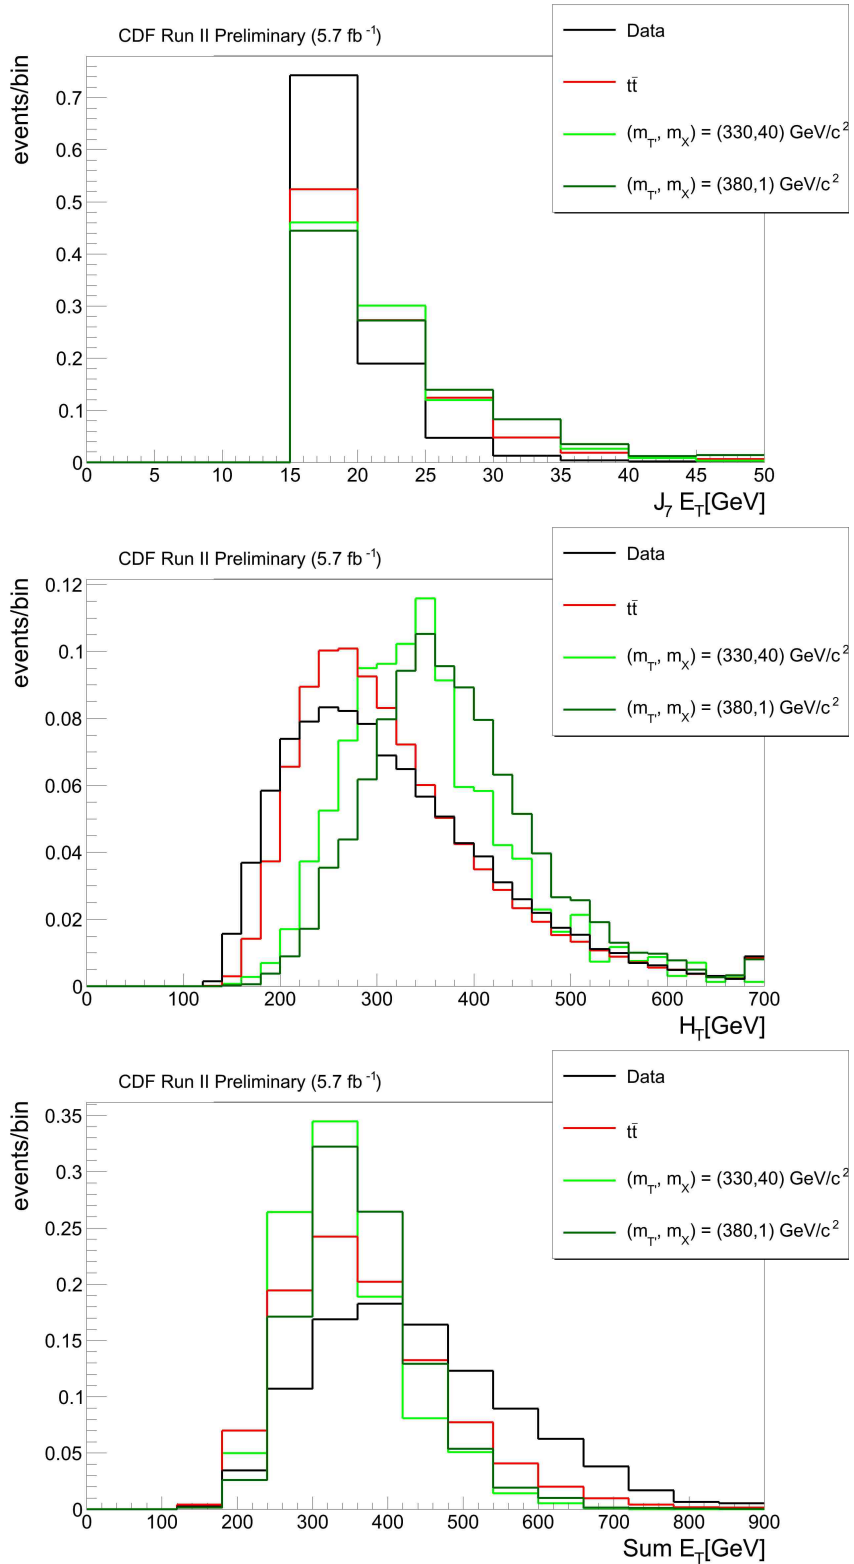 CDF Run II Preliminary (5.7 fb⁻¹)
Data
tt̄
(m_T', m_X) = (330,40) GeV/c²
(m_T', m_X) = (380,1) GeV/c²
events/bin
0.7
0.6
0.5
0.4
0.3
0.2
0.1
0
0 5 10 15 20 25 30 35 40 45 50
J₇ E_T[GeV]
CDF Run II Preliminary (5.7 fb⁻¹)
Data
tt̄
(m_T', m_X) = (330,40) GeV/c²
(m_T', m_X) = (380,1) GeV/c²
events/bin
0.12
0.1
0.08
0.06
0.04
0.02
0
0 100 200 300 400 500 600 700
H_T[GeV]
CDF Run II Preliminary (5.7 fb⁻¹)
Data
tt̄
(m_T', m_X) = (330,40) GeV/c²
(m_T', m_X) = (380,1) GeV/c²
events/bin
0.35
0.3
0.25
0.2
0.15
0.1
0.05
0
0 100 200 300 400 500 600 700 800 900
Sum E_T[GeV]